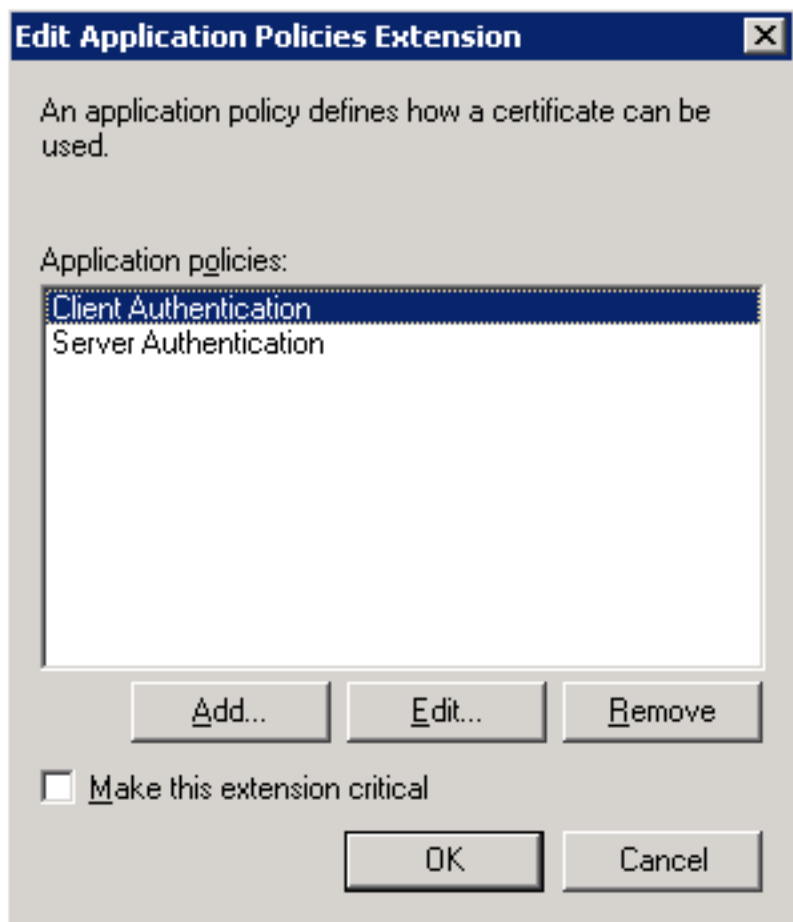 Edit Application Policies Extension
An application policy defines how a certificate can be
used.
Application policies:
Client Authentication
Server Authentication
Add... Edit... Remove
Make this extension critical
OK Cancel